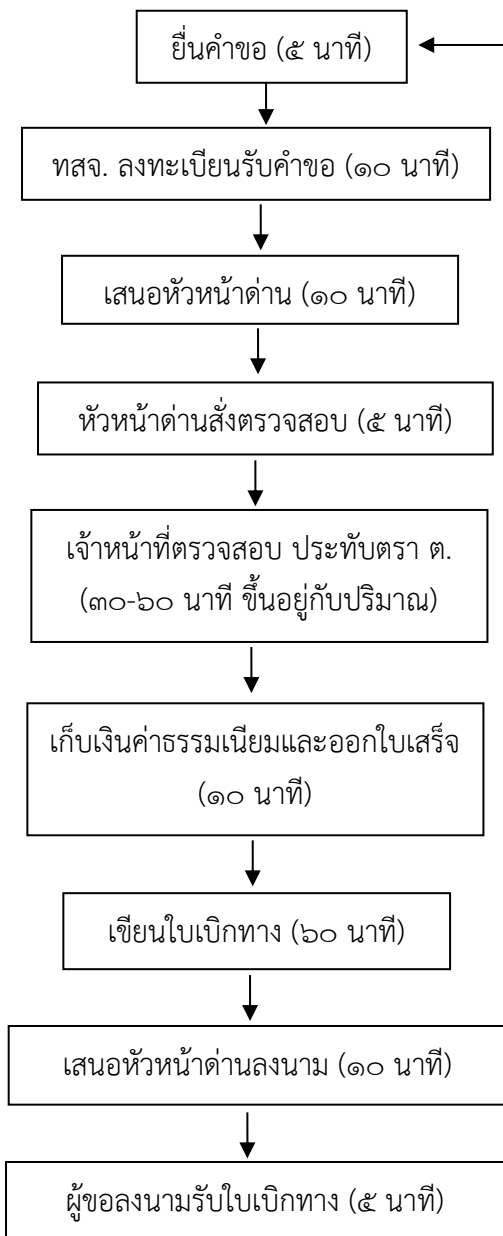 ยื่นคำขอ (๕ นาที)
ทสจ. ลงทะเบียนรับคำขอ (๑๐ นาที)
เสนอหัวหน้าด่าน (๑๐ นาที)
หัวหน้าด่านสั่งตรวจสอบ (๕ นาที)
เจ้าหน้าที่ตรวจสอบ ประทับตรา ต.
(๓๐-๖๐ นาที ขึ้นอยู่กับปริมาณ)
เก็บเงินค่าธรรมเนียมและออกใบเสร็จ
(๑๐ นาที)
เขียนใบเบิกทาง (๖๐ นาที)
เสนอหัวหน้าด่านลงนาม (๑๐ นาที)
ผู้ขอลงนามรับใบเบิกทาง (๕ นาที)